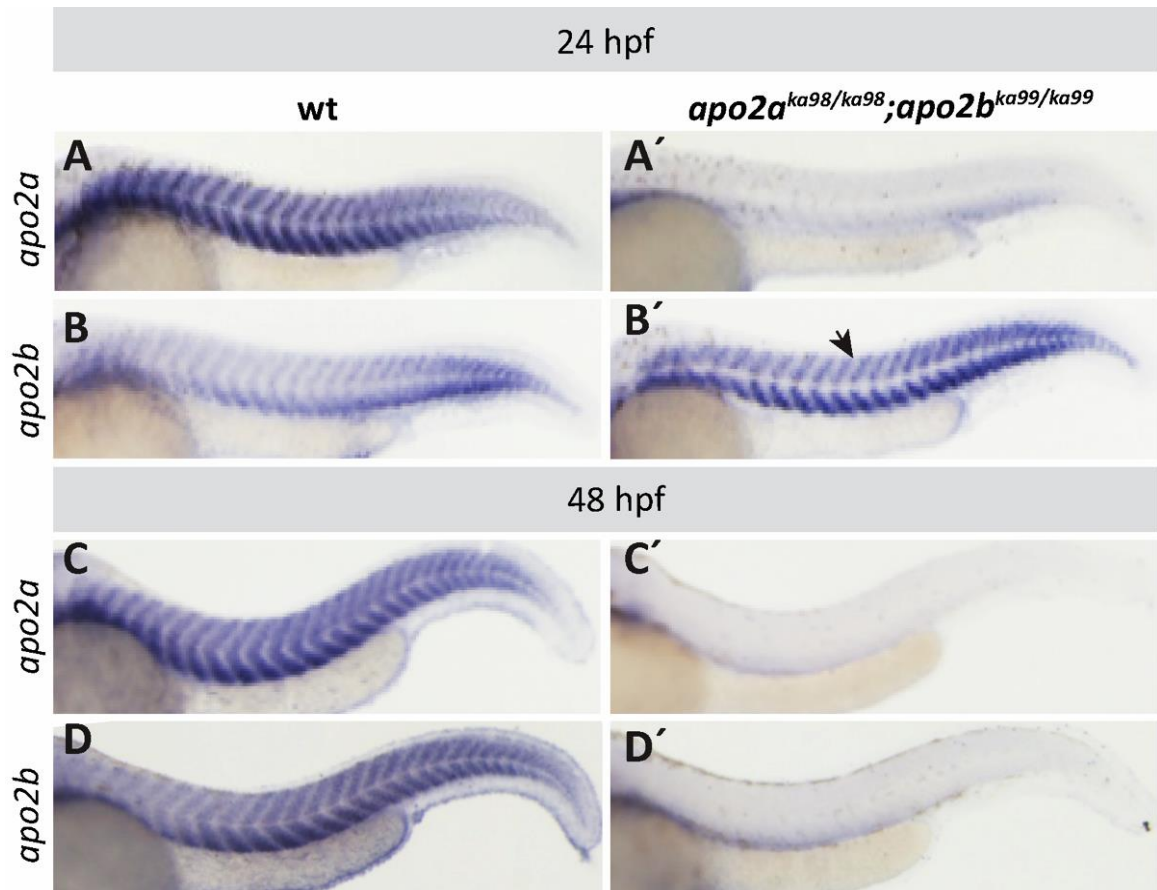 24 hpf
wt apo2a^ka98/ka98;apo2b^ka99/ka99
apo2a A A´
apo2b B B´
48 hpf
apo2a C C´
apo2b D D´